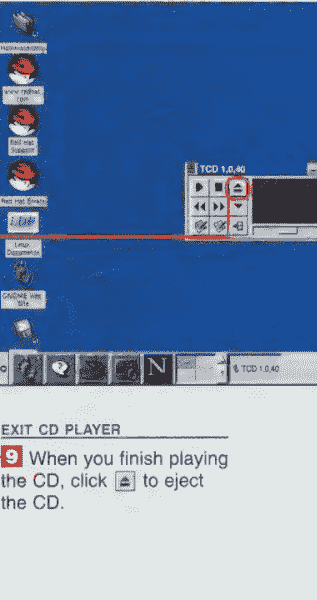 TCD 1.0,40
www.redhat.
com
Red Hat
Support
Red Hat Errata
Linux
Documents
GNOME Web
Site
N
TCD 1.0,40
EXIT CD PLAYER
9 When you finish playing
the CD, click to eject
the CD.